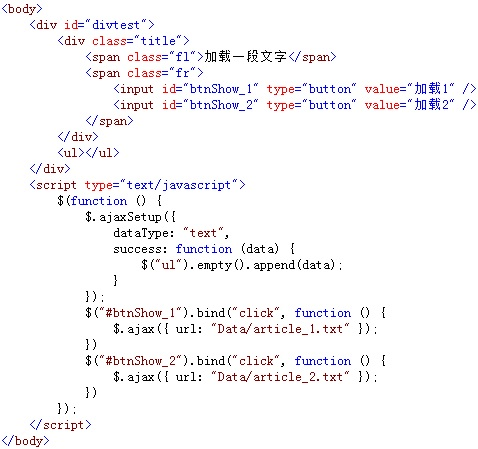 <body>
    <div id="divtest">
        <div class="title">
            <span class="fl">加载一段文字</span>
            <span class="fr">
                <input id="btnShow_1" type="button" value="加载1" />
                <input id="btnShow_2" type="button" value="加载2" />
            </span>
        </div>
        <ul></ul>
    </div>
    <script type="text/javascript">
        $(function () {
            $.ajaxSetup({
                dataType: "text",
                success: function (data) {
                    $("ul").empty().append(data);
                }
            });
            $("#btnShow_1").bind("click", function () {
                $.ajax({ url: "Data/article_1.txt" });
            })
            $("#btnShow_2").bind("click", function () {
                $.ajax({ url: "Data/article_2.txt" });
            })
        });
    </script>
</body>